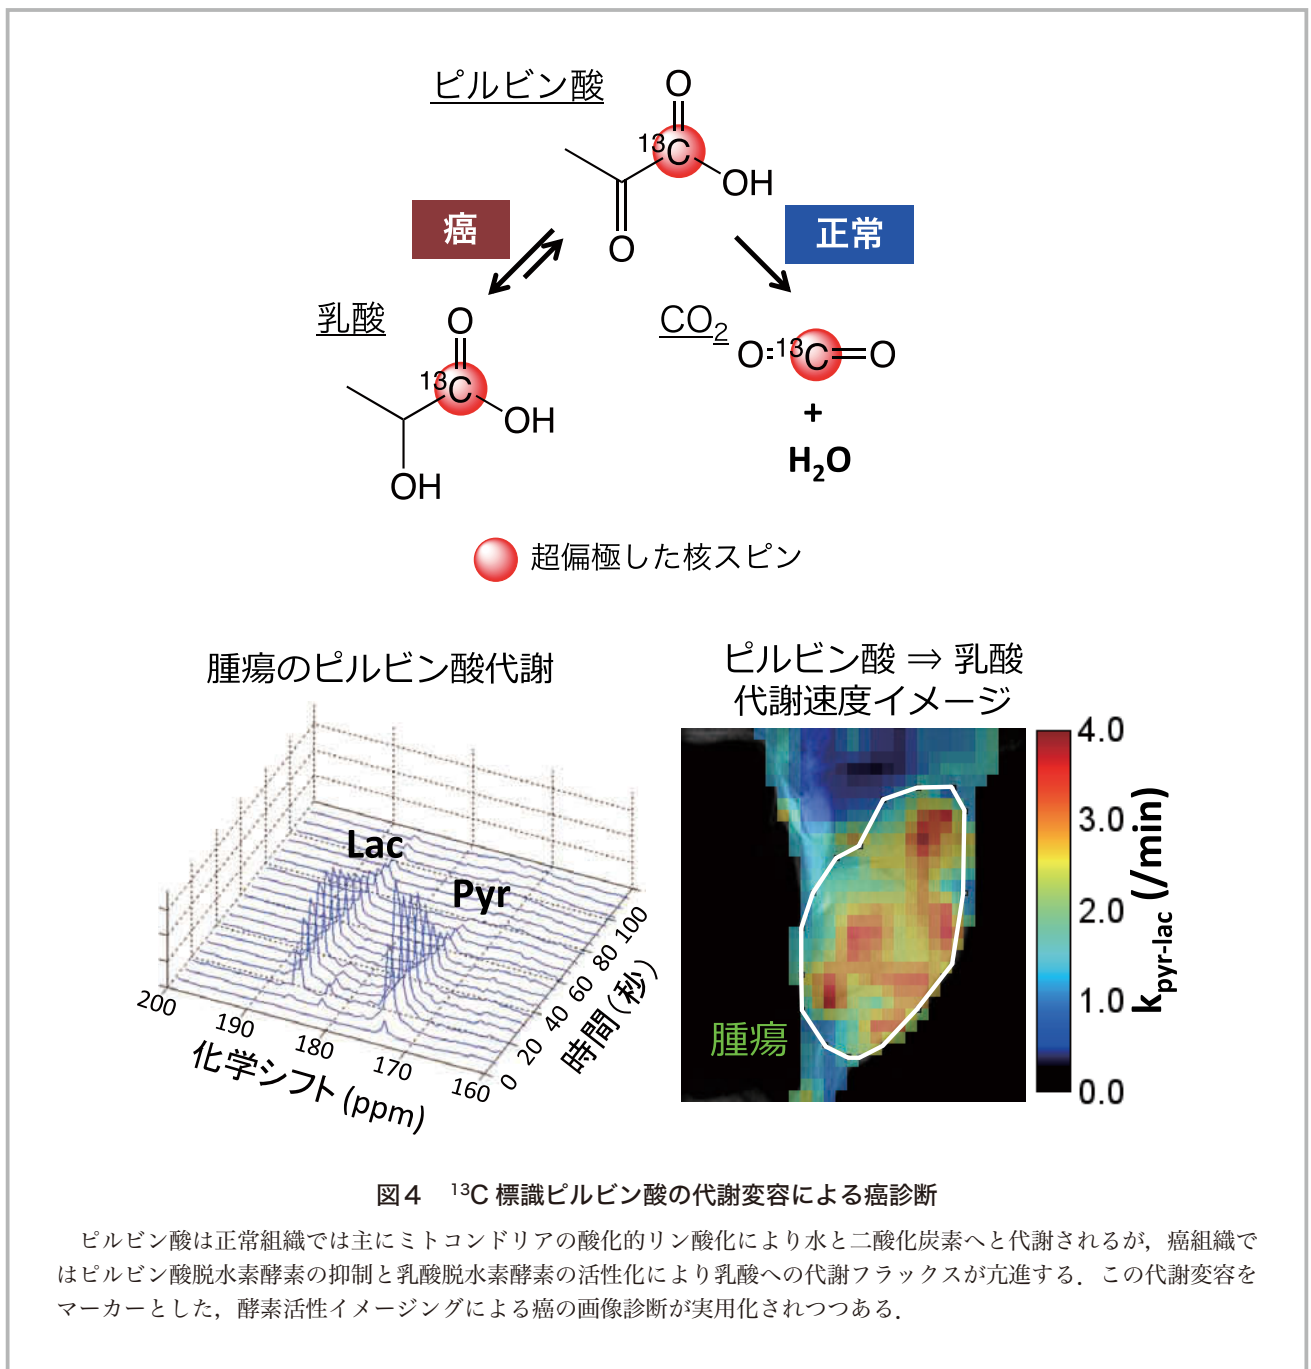 ピルビン酸
O
13C
OH
O
癌
正常
乳酸
O
13C
OH
OH
CO2
O=13C=O
+
H2O
超偏極した核スピン
腫瘍のピルビン酸代謝
Lac
Pyr
200
190
180
170
160
化学シフト (ppm)
0
20
40
60
80
100
時間(秒)
ピルビン酸 ⇒ 乳酸
代謝速度イメージ
腫瘍
4.0
3.0
2.0
1.0
0.0
kpyr-lac (/min)
図4 13C 標識ピルビン酸の代謝変容による癌診断
ピルビン酸は正常組織では主にミトコンドリアの酸化的リン酸化により水と二酸化炭素へと代謝されるが，癌組織で
はピルビン酸脱水素酵素の抑制と乳酸脱水素酵素の活性化により乳酸への代謝フラックスが亢進する．この代謝変容を
マーカーとした，酵素活性イメージングによる癌の画像診断が実用化されつつある．